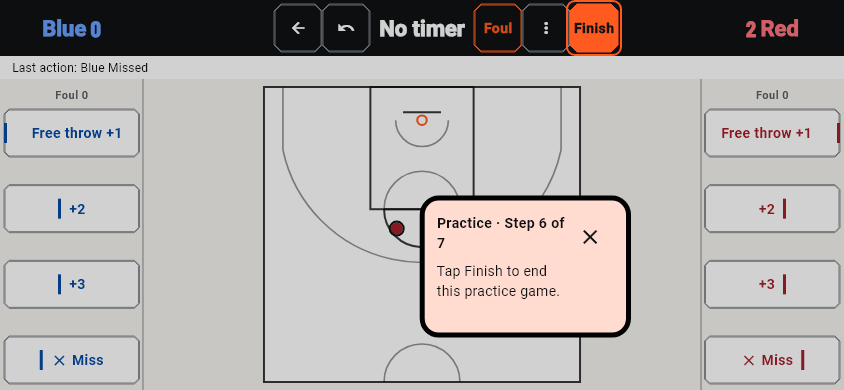 Blue 0
No timer
Foul
Finish
2 Red
Last action: Blue Missed
Foul 0
Free throw +1
+2
+3
Miss
Practice · Step 6 of
7
Tap Finish to end
this practice game.
Foul 0
Free throw +1
+2
+3
Miss